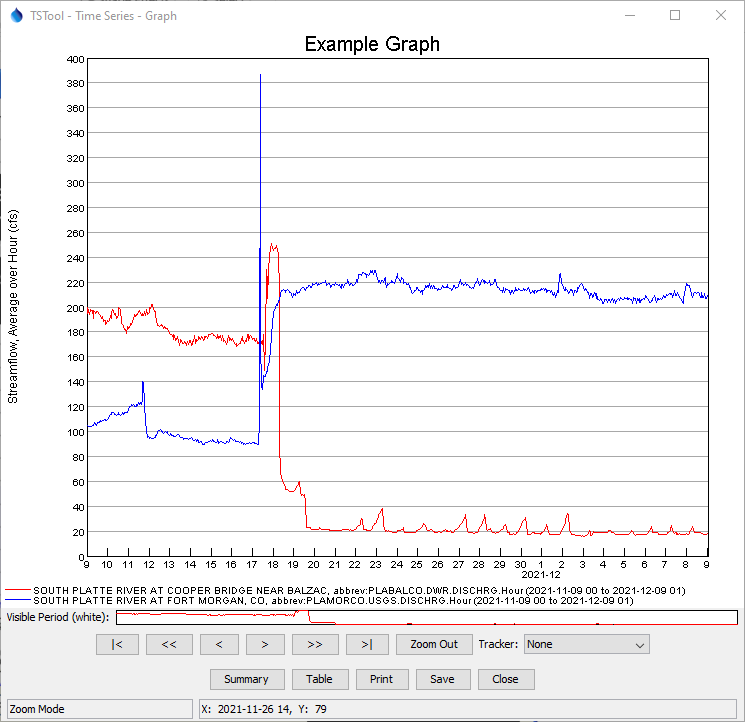 TSTool - Time Series - Graph
Example Graph
Streamflow, Average over Hour (cfs)
400
380
360
340
320
300
280
260
240
220
200
180
160
140
120
100
80
60
40
20
0
9 10 11 12 13 14 15 16 17 18 19 20 21 22 23 24 25 26 27 28 29 30 1 2 3 4 5 6 7 8 9
2021-12
SOUTH PLATTE RIVER AT COOPER BRIDGE NEAR BALZAC, abbrev:PLABALCO.DWR.DISCHRG.Hour (2021-11-09 00 to 2021-12-09 01)
SOUTH PLATTE RIVER AT FORT MORGAN, CO, abbrev:PLAMORCO.USGS.DISCHRG.Hour (2021-11-09 00 to 2021-12-09 01)
Visible Period (white):
|< << < > >> >| Zoom Out Tracker: None
Summary Table Print Save Close
Zoom Mode X: 2021-11-26 14, Y: 79